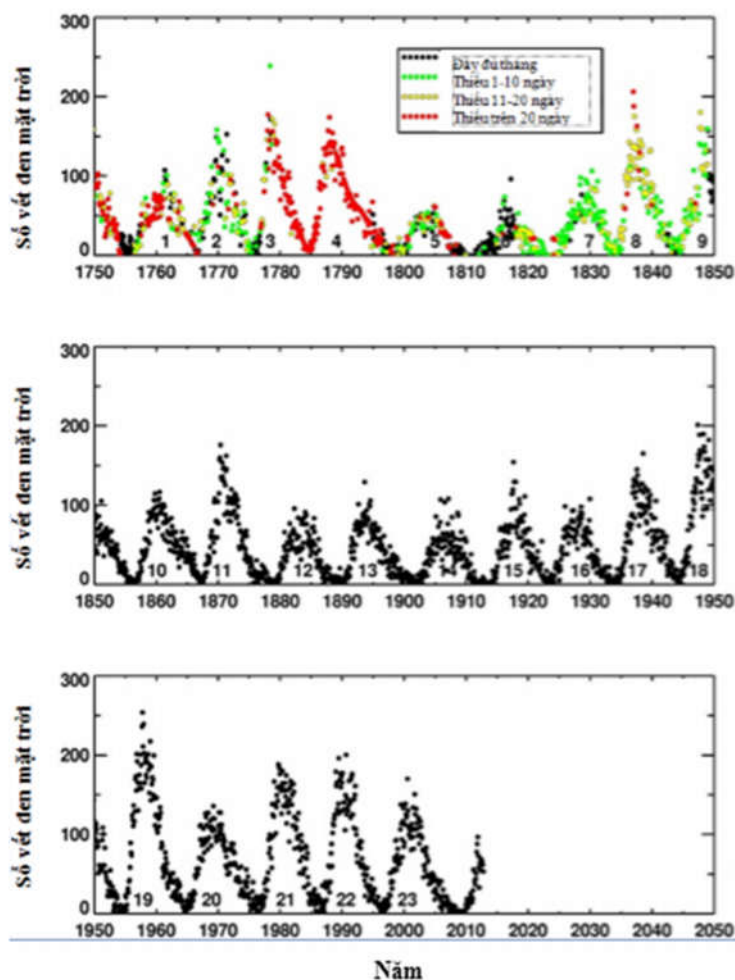 Số vết đen mặt trời
300
200
100
0
Đầy đủ tháng
Thiếu 1-10 ngày
Thiếu 11-20 ngày
Thiếu trên 20 ngày
1 2 3 4 5 7 8 9
1750 1760 1770 1780 1790 1800 1810 1820 1830 1840 1850
Số vết đen mặt trời
300
200
100
0
10 11 12 13 14 15 16 17 18
1850 1860 1870 1880 1890 1900 1910 1920 1930 1940 1950
Số vết đen mặt trời
300
200
100
0
19 20 21 22 23
1950 1960 1970 1980 1990 2000 2010 2020 2030 2040 2050
Năm